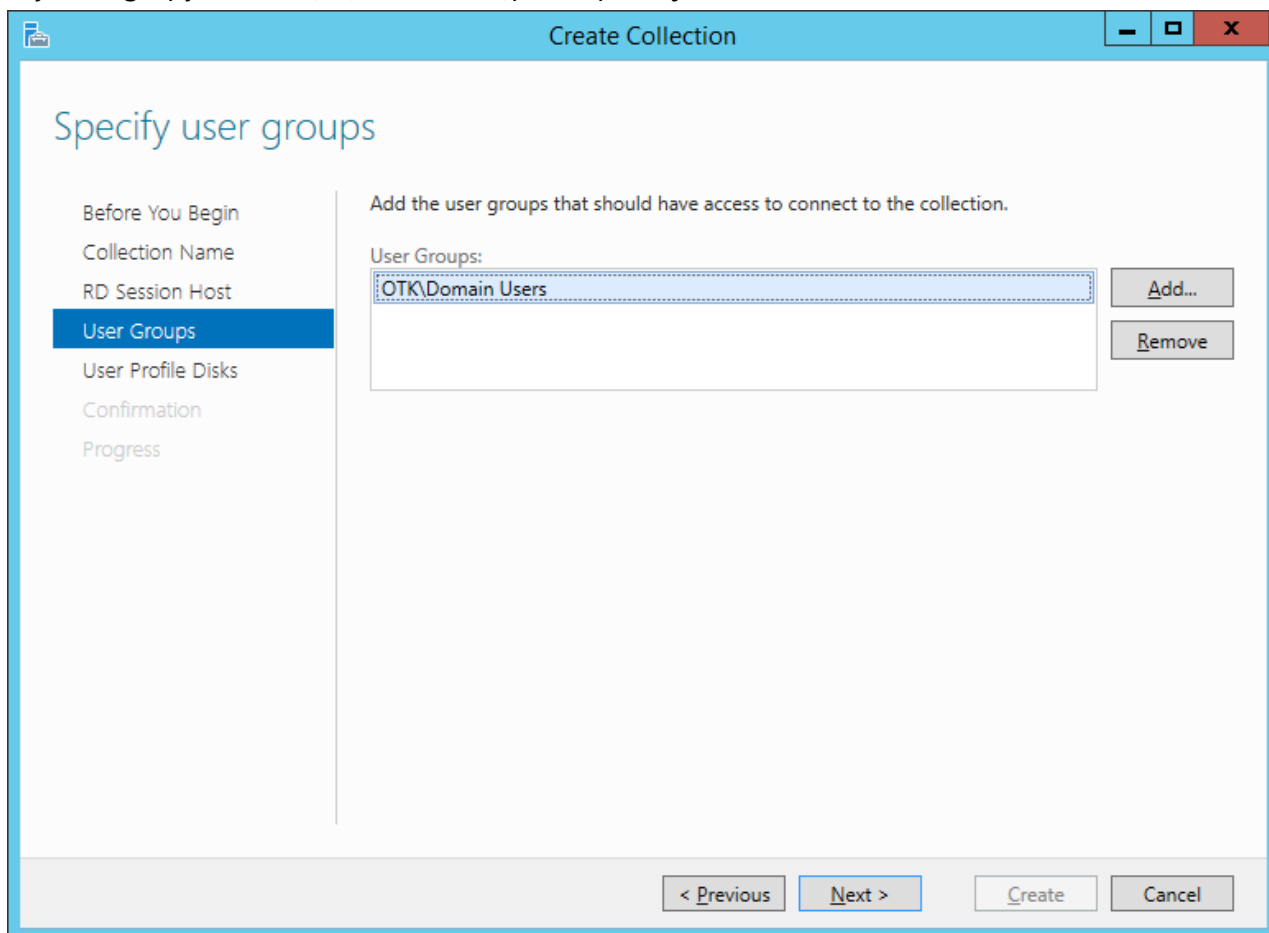 Create Collection
Specify user groups
Before You Begin
Collection Name
RD Session Host
User Groups
User Profile Disks
Confirmation
Progress
Add the user groups that should have access to connect to the collection.
User Groups:
OTK\Domain Users
Add...
Remove
< Previous
Next >
Create
Cancel